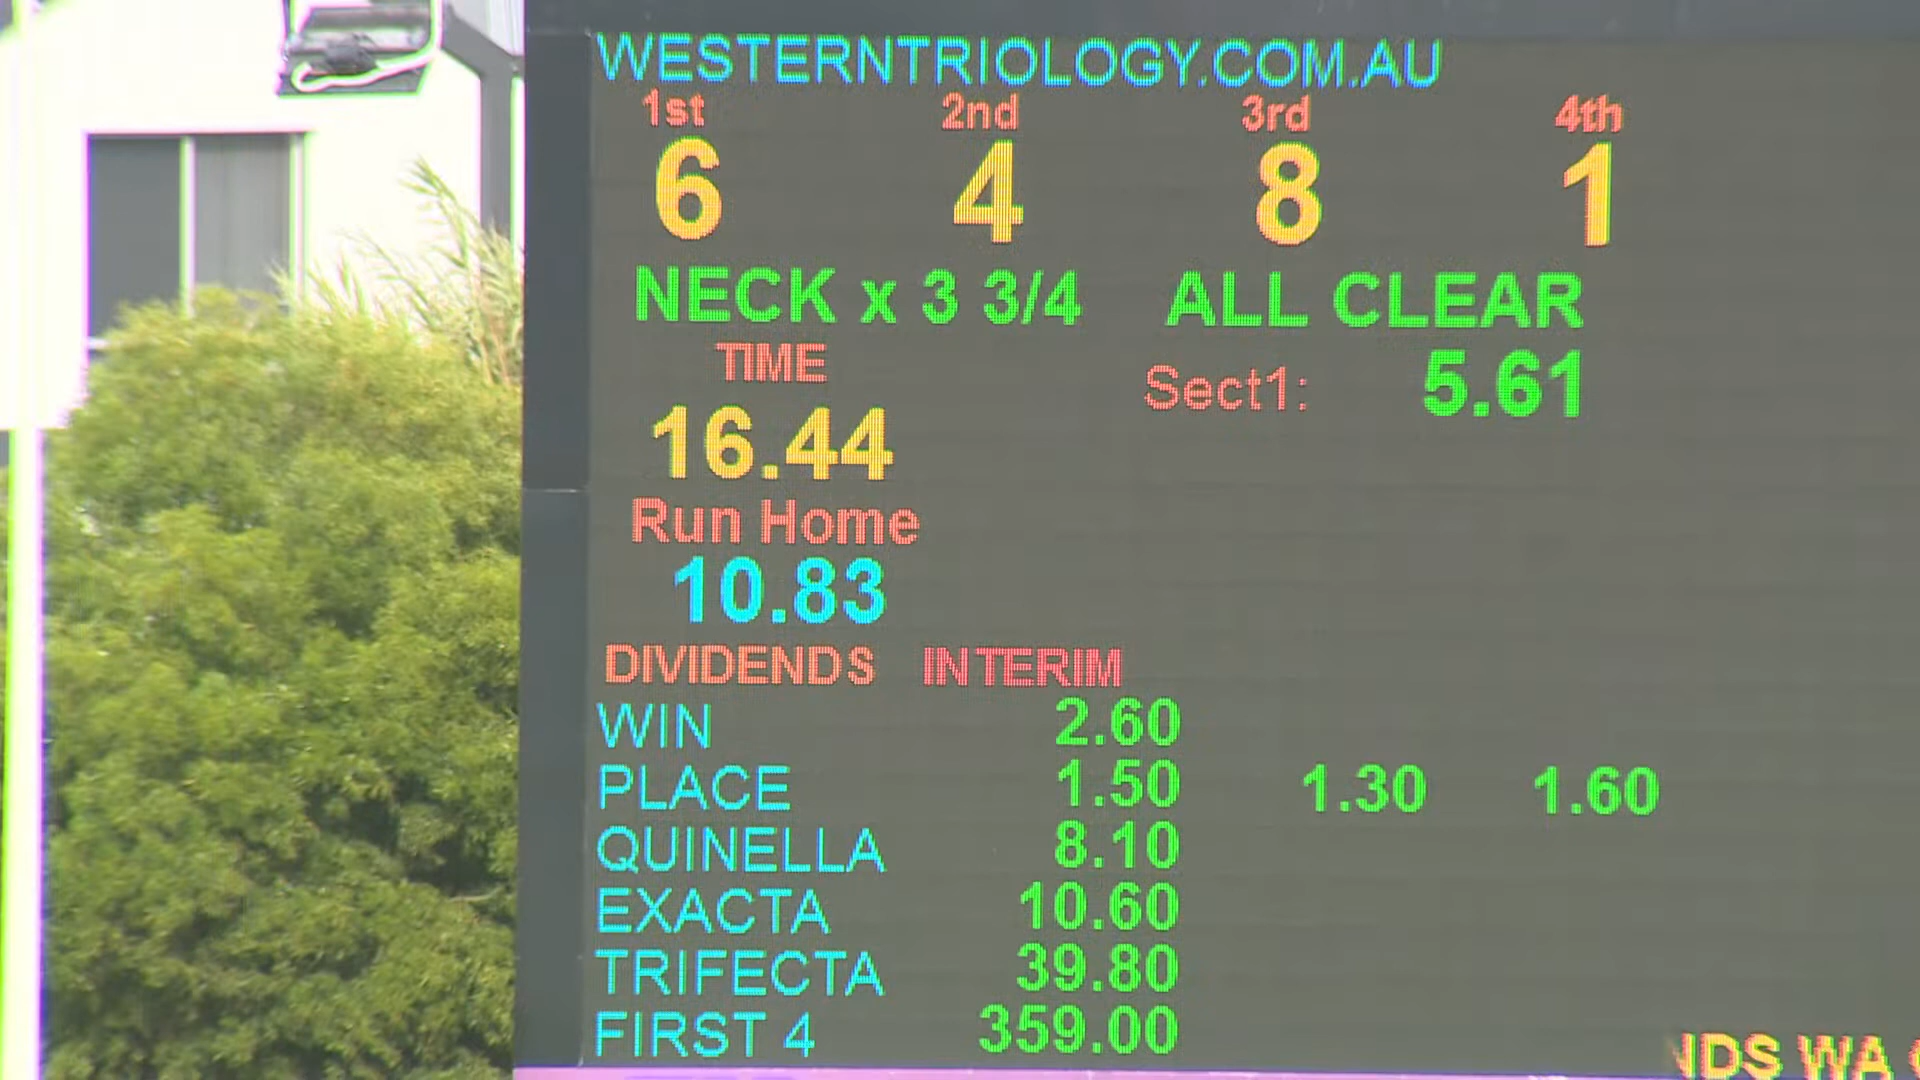 WESTERNTRIOLOGY.COM.AU
1st 2nd 3rd 4th
6 4 8 1
NECK x 3 3/4 ALL CLEAR
TIME Sect1: 5.61
16.44
Run Home
10.83
DIVIDENDS INTERIM
WIN 2.60
PLACE 1.50 1.30 1.60
QUINELLA 8.10
EXACTA 10.60
TRIFECTA 39.80
FIRST 4 359.00
WA